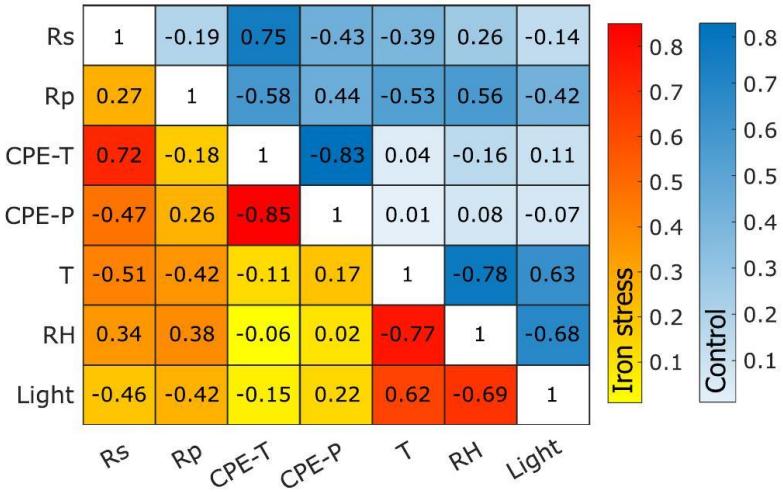 Rs 1 -0.19 0.75 -0.43 -0.39 0.26 -0.14
Rp 0.27 1 -0.58 0.44 -0.53 0.56 -0.42
CPE-T 0.72 -0.18 1 -0.83 0.04 -0.16 0.11
CPE-P -0.47 0.26 -0.85 1 0.01 0.08 -0.07
T -0.51 -0.42 -0.11 0.17 1 -0.78 0.63
RH 0.34 0.38 -0.06 0.02 -0.77 1 -0.68
Light -0.46 -0.42 -0.15 0.22 0.62 -0.69 1
Rs Rp CPE-T CPE-P T RH Light
Iron stress
0.8
0.7
0.6
0.5
0.4
0.3
0.2
0.1
Control
0.8
0.7
0.6
0.5
0.4
0.3
0.2
0.1